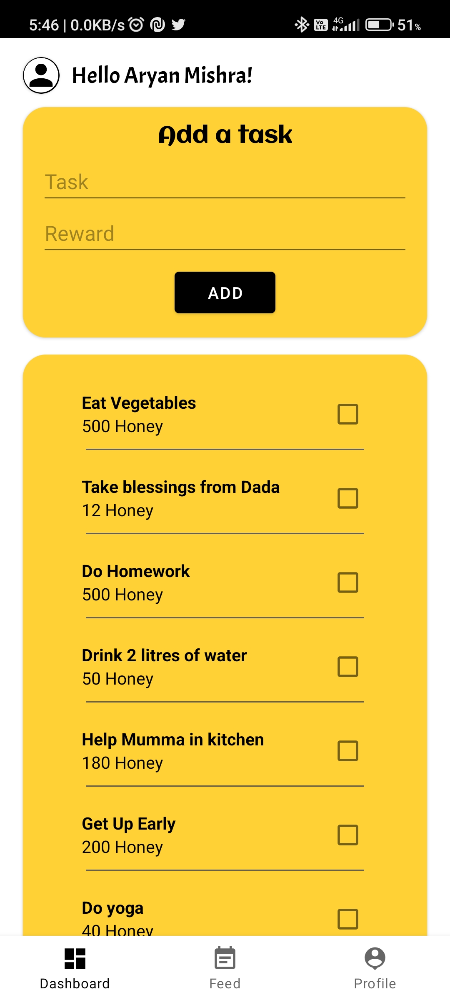 5:46 | 0.0KB/s Vo LTE 4G 51%
Hello Aryan Mishra!
Add a task
Task
Reward
ADD
Eat Vegetables
500 Honey
Take blessings from Dada
12 Honey
Do Homework
500 Honey
Drink 2 litres of water
50 Honey
Help Mumma in kitchen
180 Honey
Get Up Early
200 Honey
Do yoga
40 Honey
Dashboard Feed Profile